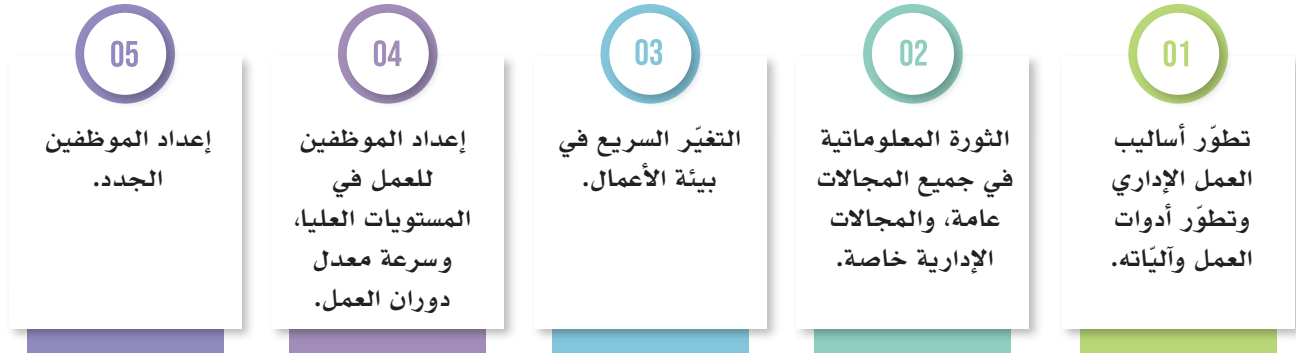 01
تطوّر أساليب
العمل الإداري
وتطوّر أدوات
العمل وآليّاته.
02
الثورة المعلوماتية
في جميع المجالات
عامة، والمجالات
الإدارية خاصة.
03
التغيّر السريع في
بيئة الأعمال.
04
إعداد الموظفين
للعمل في
المستويات العليا،
وسرعة معدل
دوران العمل.
05
إعداد الموظفين
الجدد.